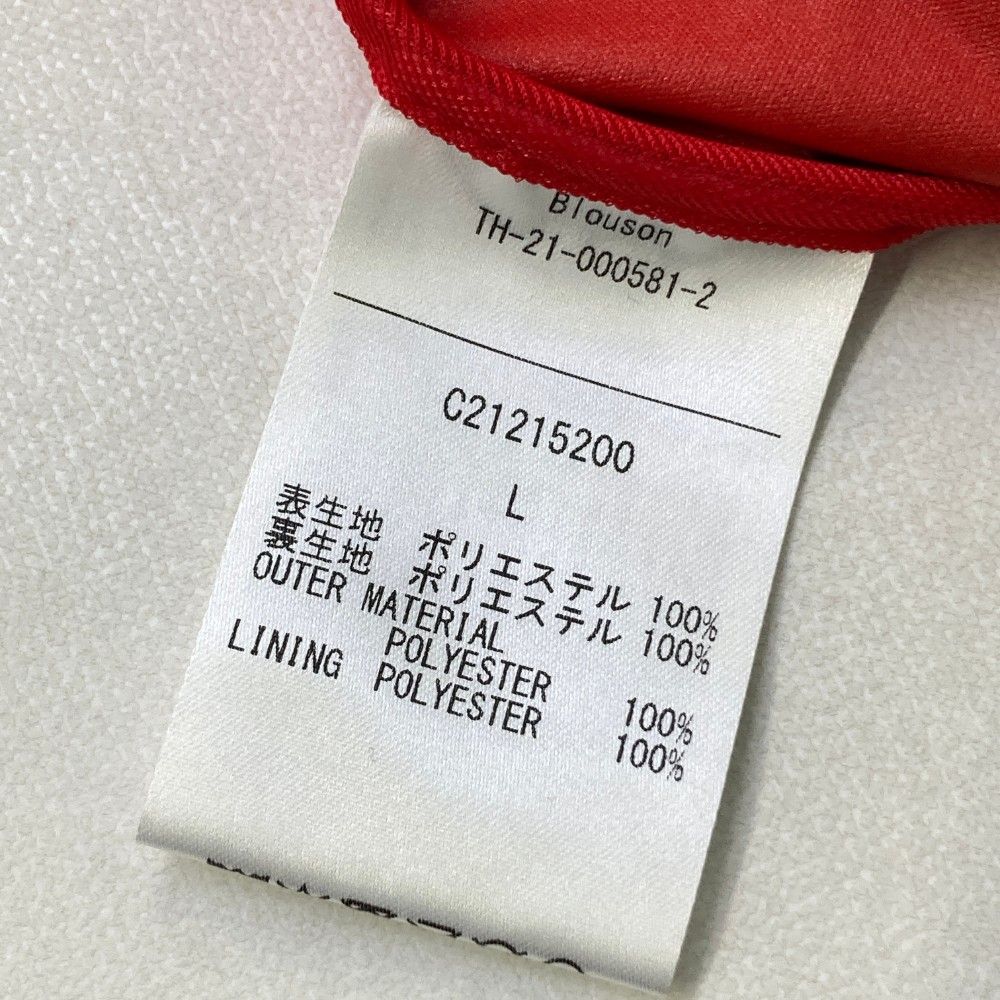 Blouson
TH-21-000581-2
C21215200
L
表生地 ポリエステル 100%
裏生地 ポリエステル 100%
OUTER MATERIAL
POLYESTER 100%
LINING POLYESTER 100%